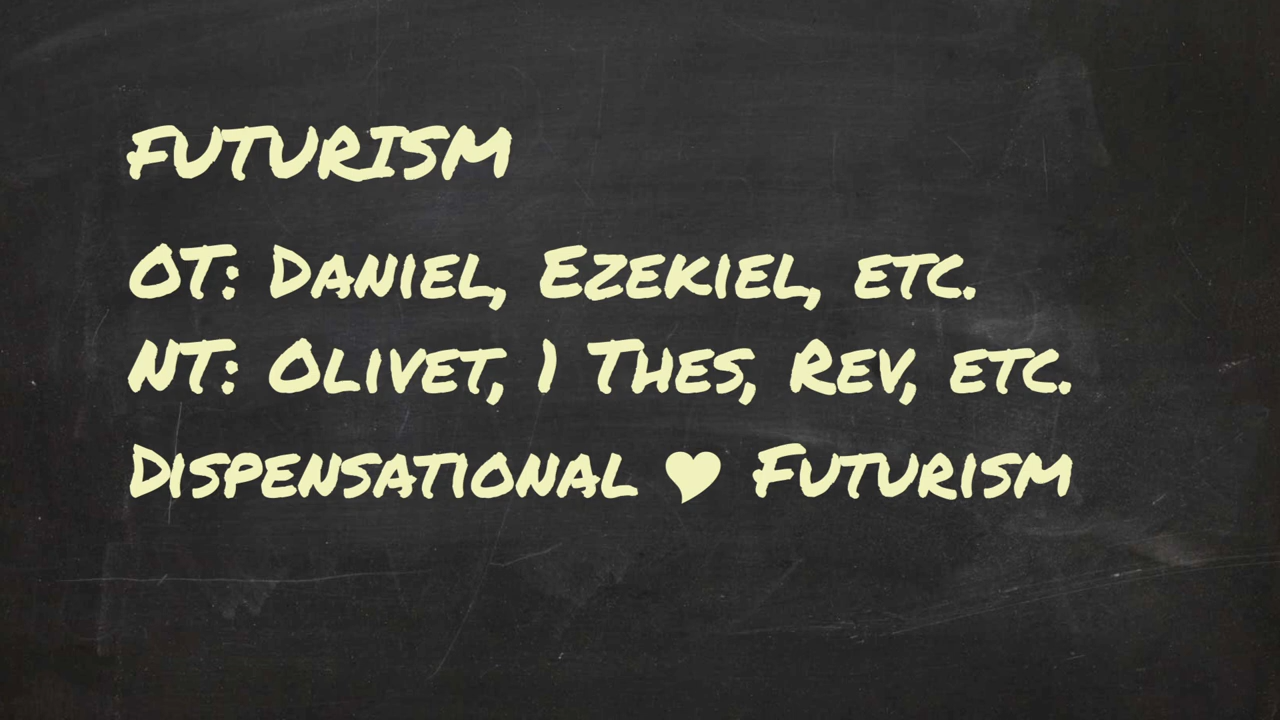 FUTURISM
OT: DANIEL, EZEKIEL, ETC.
NT: OLIVET, 1 THES, REV, ETC.
DISPENSATIONAL ♥ FUTURISM